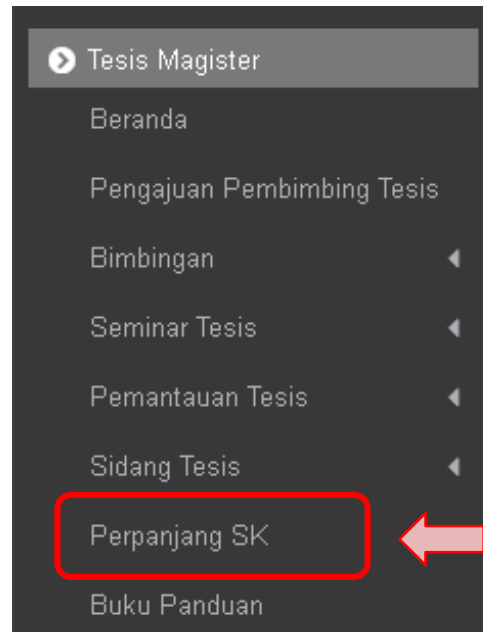 Tesis Magister
Beranda
Pengajuan Pembimbing Tesis
Bimbingan
Seminar Tesis
Pemantauan Tesis
Sidang Tesis
Perpanjang SK
Buku Panduan